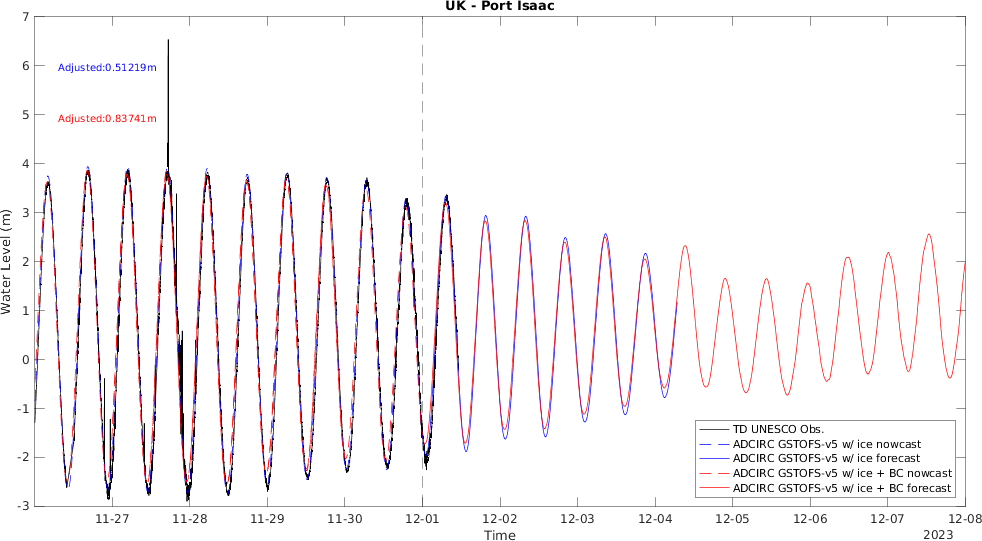 UK - Port Isaac
7
6
5
4
3
2
1
0
-1
-2
-3
Water Level (m)
Adjusted:0.51219m
Adjusted:0.83741m
TD UNESCO Obs.
ADCIRC GSTOFS-v5 w/ ice nowcast
ADCIRC GSTOFS-v5 w/ ice forecast
ADCIRC GSTOFS-v5 w/ ice + BC nowcast
ADCIRC GSTOFS-v5 w/ ice + BC forecast
11-27 11-28 11-29 11-30 12-01 12-02 12-03 12-04 12-05 12-06 12-07 12-08
Time
2023